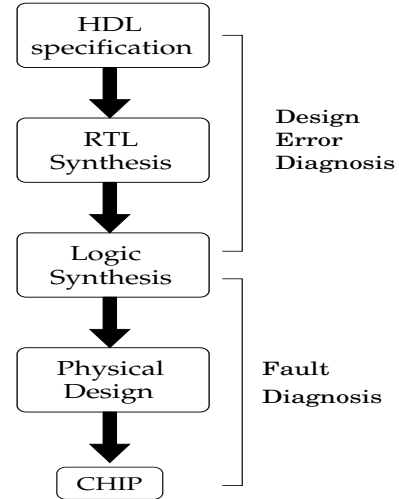 HDL
specification
RTL
Synthesis
Logic
Synthesis
Physical
Design
CHIP
Design
Error
Diagnosis
Fault
Diagnosis